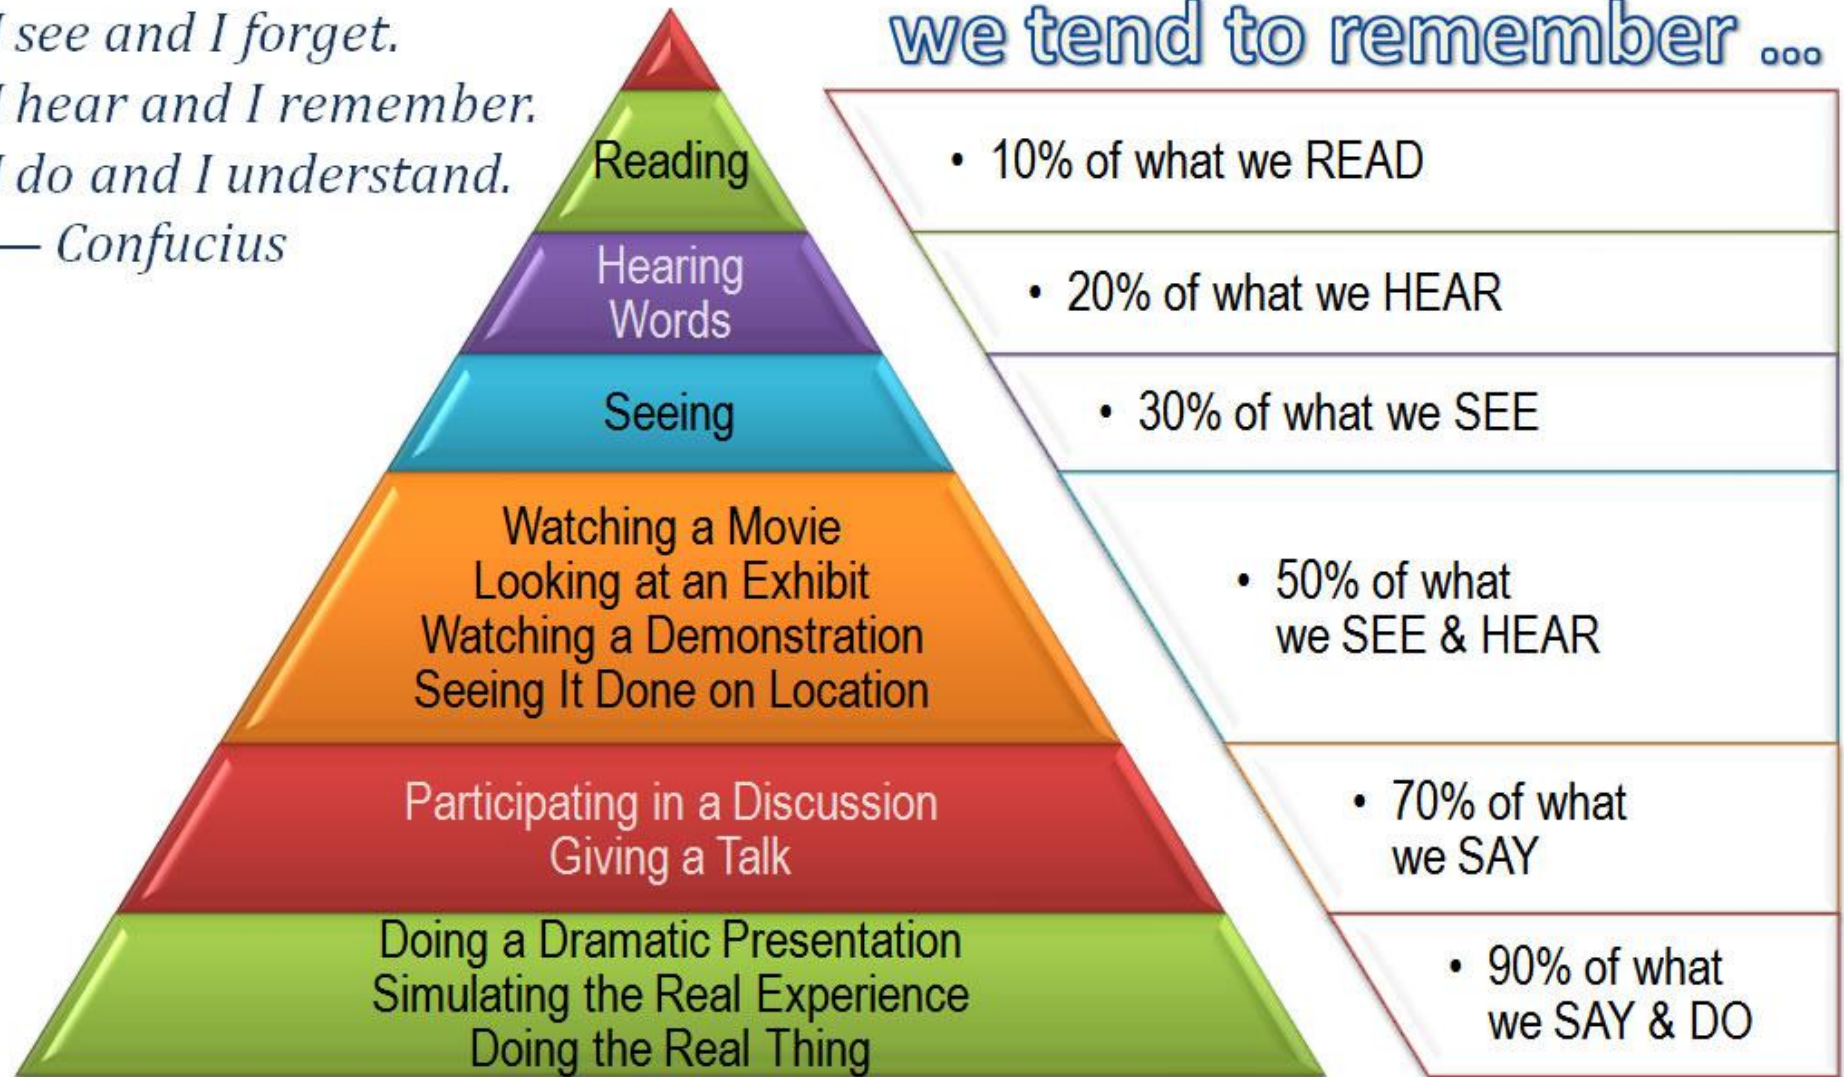 I see and I forget.
I hear and I remember.
I do and I understand.
— Confucius
we tend to remember ...
Reading
• 10% of what we READ
Hearing
Words
• 20% of what we HEAR
Seeing
• 30% of what we SEE
Watching a Movie
Looking at an Exhibit
Watching a Demonstration
Seeing It Done on Location
• 50% of what
we SEE & HEAR
Participating in a Discussion
Giving a Talk
• 70% of what
we SAY
Doing a Dramatic Presentation
Simulating the Real Experience
Doing the Real Thing
• 90% of what
we SAY & DO